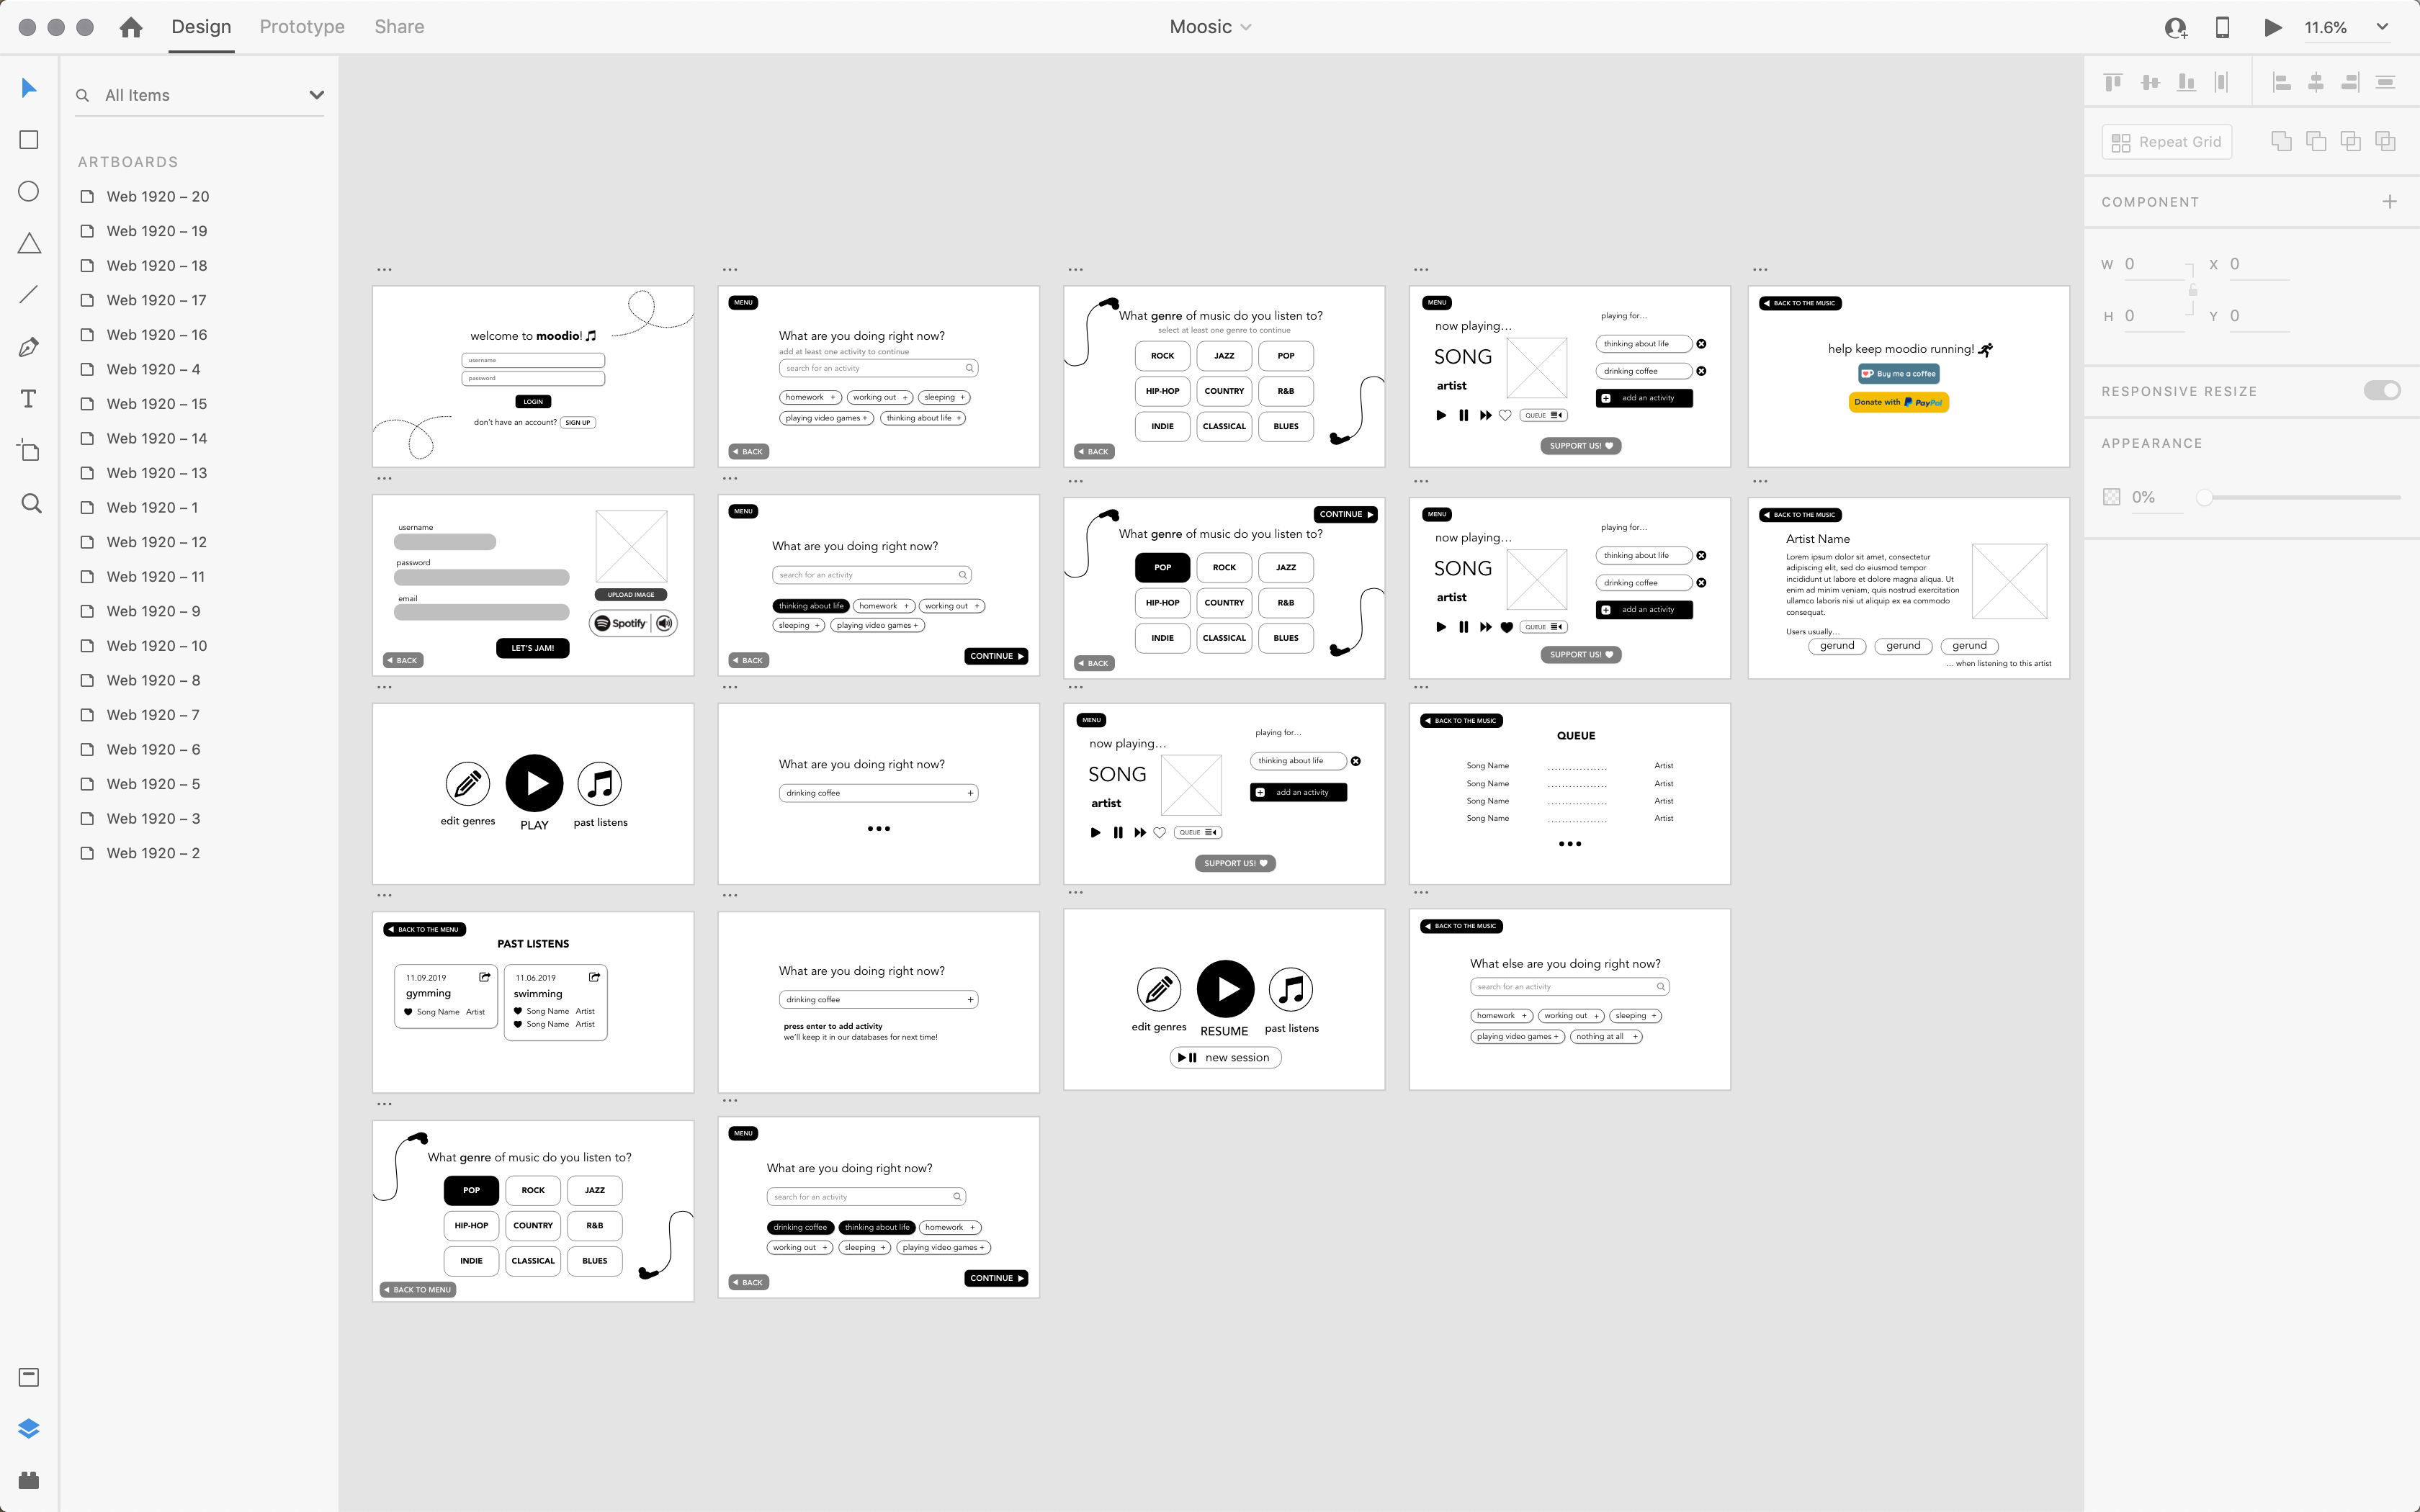 Design Prototype Share
Moosic
11.6%
All Items
ARTBOARDS
Web 1920 – 20
Web 1920 – 19
Web 1920 – 18
Web 1920 – 17
Web 1920 – 16
Web 1920 – 4
Web 1920 – 15
Web 1920 – 14
Web 1920 – 13
Web 1920 – 1
Web 1920 – 12
Web 1920 – 11
Web 1920 – 9
Web 1920 – 10
Web 1920 – 8
Web 1920 – 7
Web 1920 – 6
Web 1920 – 5
Web 1920 – 3
Web 1920 – 2
welcome to moodio!
username
password
LOGIN
don't have an account? SIGN UP
MENU
What are you doing right now?
add at least one activity to continue
search for an activity
homework + working out + sleeping +
playing video games + thinking about life +
BACK
What genre of music do you listen to?
select at least one genre to continue
ROCK JAZZ POP
HIP-HOP COUNTRY R&B
INDIE CLASSICAL BLUES
BACK
MENU
playing for...
now playing...
thinking about life
SONG
drinking coffee
artist
add an activity
QUEUE
SUPPORT US!
BACK TO THE MUSIC
help keep moodio running!
Buy me a coffee
Donate with PayPal
username
password
email
UPLOAD IMAGE
Spotify
LET'S JAM!
BACK
MENU
What are you doing right now?
search for an activity
thinking about life homework + working out +
sleeping + playing video games +
BACK
CONTINUE
CONTINUE
What genre of music do you listen to?
POP ROCK JAZZ
HIP-HOP COUNTRY R&B
INDIE CLASSICAL BLUES
BACK
MENU
playing for...
now playing...
thinking about life
SONG
drinking coffee
artist
add an activity
QUEUE
SUPPORT US!
BACK TO THE MUSIC
Artist Name
Lorem ipsum dolor sit amet, consectetur
adipiscing elit, sed do eiusmod tempor
incididunt ut labore et dolore magna aliqua. Ut
enim ad minim veniam, quis nostrud exercitation
ullamco laboris nisi ut aliquip ex ea commodo
consequat.
Users usually...
gerund gerund gerund
... when listening to this artist
edit genres PLAY past listens
What are you doing right now?
drinking coffee +
MENU
playing for...
now playing...
thinking about life
SONG
add an activity
artist
QUEUE
SUPPORT US!
BACK TO THE MUSIC
QUEUE
Song Name ................. Artist
Song Name ................. Artist
Song Name ................. Artist
Song Name ................. Artist
BACK TO THE MENU
PAST LISTENS
11.09.2019
gymming
Song Name Artist
11.06.2019
swimming
Song Name Artist
Song Name Artist
What are you doing right now?
drinking coffee +
press enter to add activity
we'll keep it in our databases for next time!
edit genres RESUME past listens
new session
BACK TO THE MUSIC
What else are you doing right now?
search for an activity
homework + working out + sleeping +
playing video games + nothing at all +
What genre of music do you listen to?
POP ROCK JAZZ
HIP-HOP COUNTRY R&B
INDIE CLASSICAL BLUES
BACK TO MENU
MENU
What are you doing right now?
search for an activity
drinking coffee thinking about life homework +
working out + sleeping + playing video games +
BACK
CONTINUE
Repeat Grid
COMPONENT
W 0 X 0
H 0 Y 0
RESPONSIVE RESIZE
APPEARANCE
0%